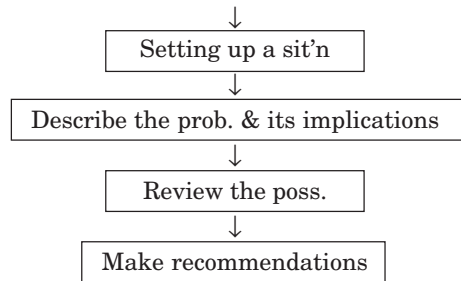 Setting up a sit’n
Describe the prob. & its implications
Review the poss.
Make recommendations